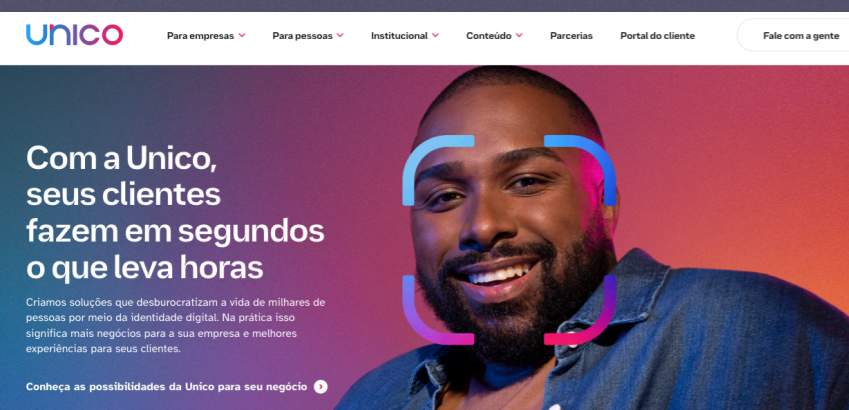 unico
Para empresas
Para pessoas
Institucional
Conteúdo
Parcerias
Portal do cliente
Fale com a gente
Com a Unico,
seus clientes
fazem em segundos
o que leva horas
Criamos soluções que desburocratizam a vida de milhares de
pessoas por meio da identidade digital. Na prática isso
significa mais negócios para a sua empresa e melhores
experiências para seus clientes.
Conheça as possibilidades da Unico para seu negócio